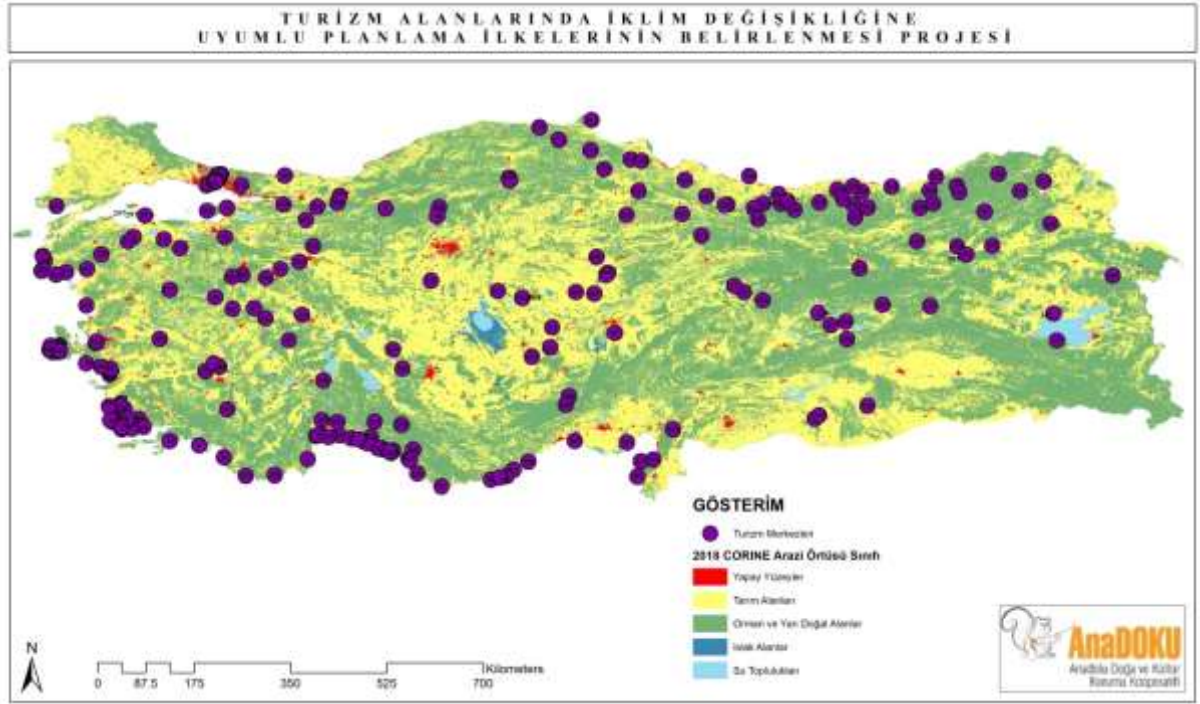 TURİZM ALANLARINDA İKLİM DEĞİŞİKLİĞİNE
UYUMLU PLANLAMA İLKELERİNİN BELİRLENMESİ PROJESİ
GÖSTERİM
Turizm Merkezleri
2018 CORINE Arazi Örtüsü Sınıfı
Yapay Yüzeyler
Tarım Alanları
Orman ve Yarı Doğal Alanlar
Islak Alanlar
Su Toplulukları
N
Kilometers
0 87.5 175 350 525 700
AnaDOKU
Anadolu Doğa ve Kültür
Koruma Kooperatifi